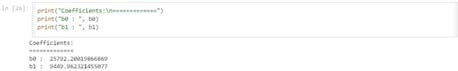 In [26]:
print("Coefficients:\n=============")
print("b0 : ", b0)
print("b1 : ", b1)
Coefficients:
=============
b0 :  25792.20019866869
b1 :  9449.962321455077